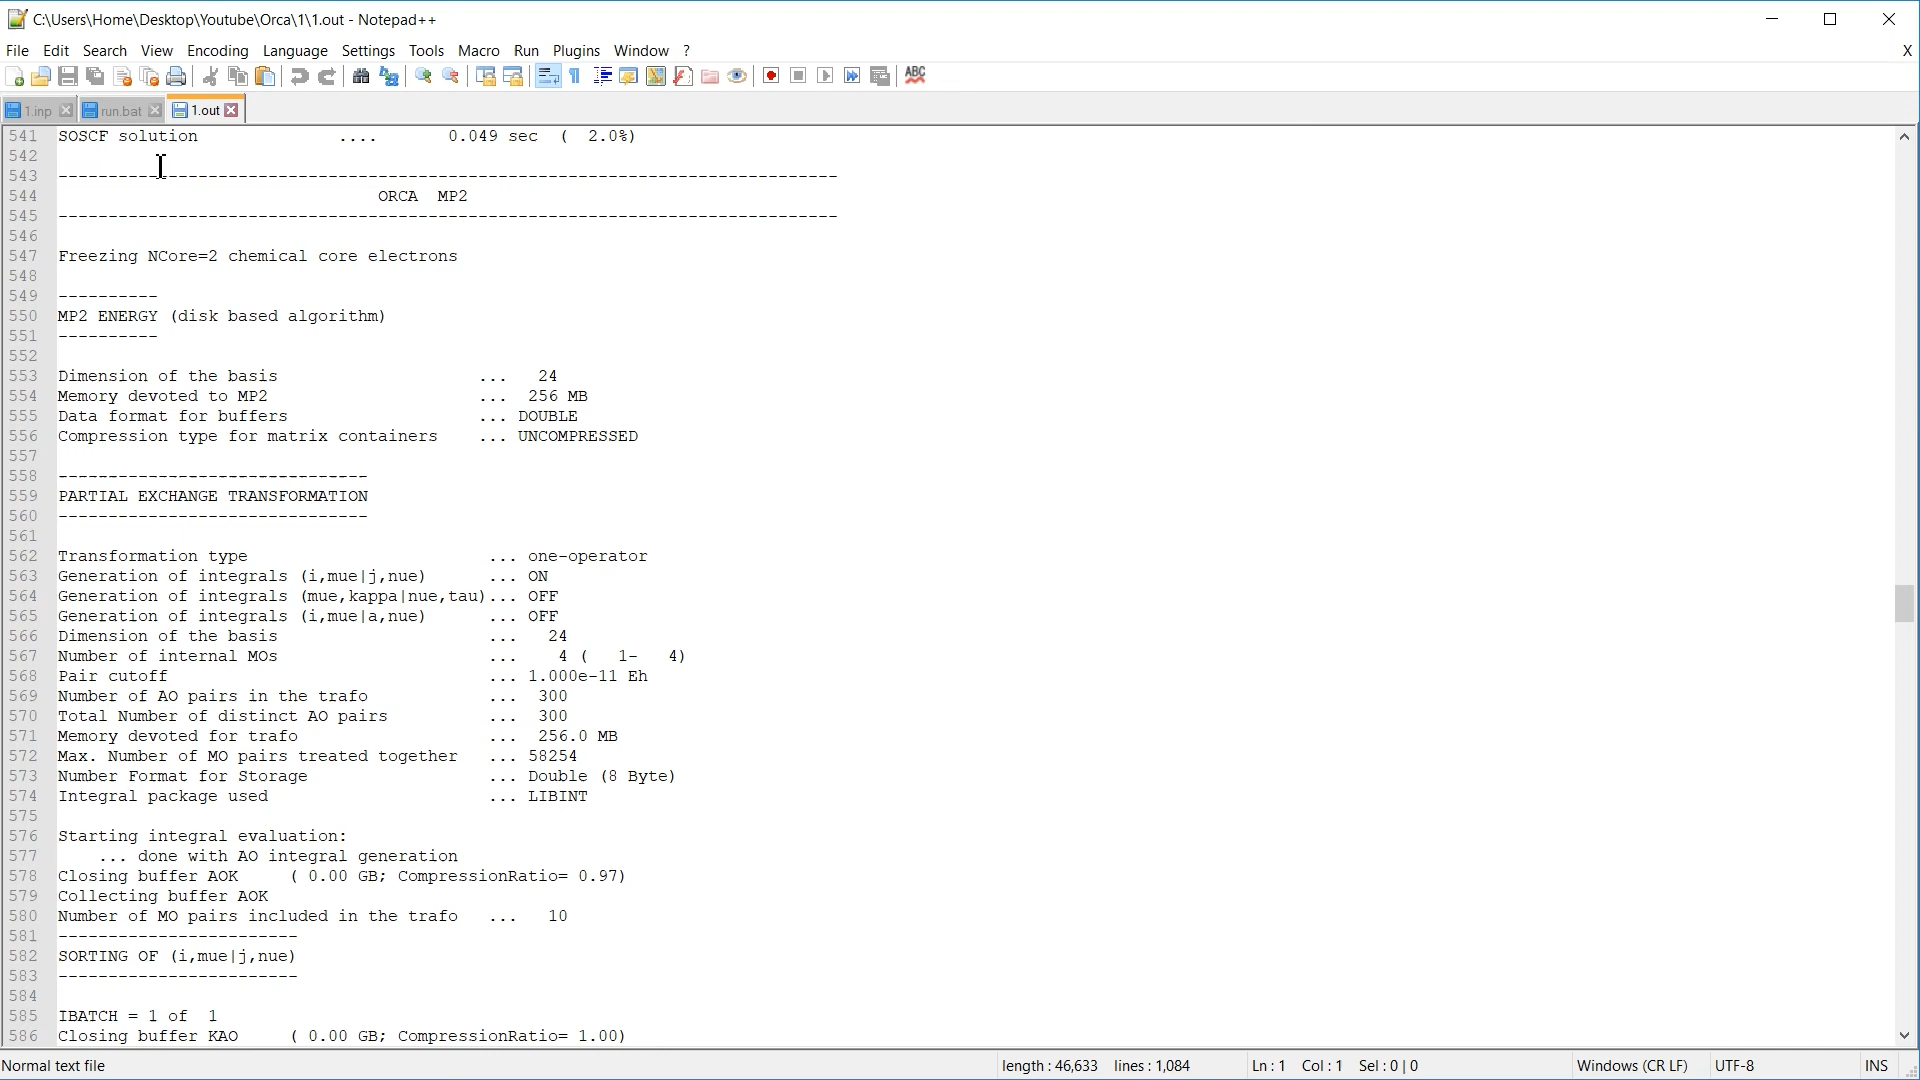 C:\Users\Home\Desktop\Youtube\Orca\1\1.out - Notepad++
File Edit Search View Encoding Language Settings Tools Macro Run Plugins Window ? X
ABC
1.inp run.bat 1.out
541 SOSCF solution .... 0.049 sec ( 2.0%)
542
543 ------------------------------------------------------------------------------
544 ORCA MP2
545 ------------------------------------------------------------------------------
546
547 Freezing NCore=2 chemical core electrons
548
549 ----------
550 MP2 ENERGY (disk based algorithm)
551 ----------
552
553 Dimension of the basis ... 24
554 Memory devoted to MP2 ... 256 MB
555 Data format for buffers ... DOUBLE
556 Compression type for matrix containers ... UNCOMPRESSED
557
558 -------------------------------
559 PARTIAL EXCHANGE TRANSFORMATION
560 -------------------------------
561
562 Transformation type ... one-operator
563 Generation of integrals (i,mue|j,nue) ... ON
564 Generation of integrals (mue,kappa|nue,tau)... OFF
565 Generation of integrals (i,mue|a,nue) ... OFF
566 Dimension of the basis ... 24
567 Number of internal MOs ... 4 ( 1- 4)
568 Pair cutoff ... 1.000e-11 Eh
569 Number of AO pairs in the trafo ... 300
570 Total Number of distinct AO pairs ... 300
571 Memory devoted for trafo ... 256.0 MB
572 Max. Number of MO pairs treated together ... 58254
573 Number Format for Storage ... Double (8 Byte)
574 Integral package used ... LIBINT
575
576 Starting integral evaluation:
577 ... done with AO integral generation
578 Closing buffer AOK ( 0.00 GB; CompressionRatio= 0.97)
579 Collecting buffer AOK
580 Number of MO pairs included in the trafo ... 10
581 ------------------------
582 SORTING OF (i,mue|j,nue)
583 ------------------------
584
585 IBATCH = 1 of 1
586 Closing buffer KAO ( 0.00 GB; CompressionRatio= 1.00)
Normal text file length : 46,633 lines : 1,084 Ln : 1 Col : 1 Sel : 0 | 0 Windows (CR LF) UTF-8 INS